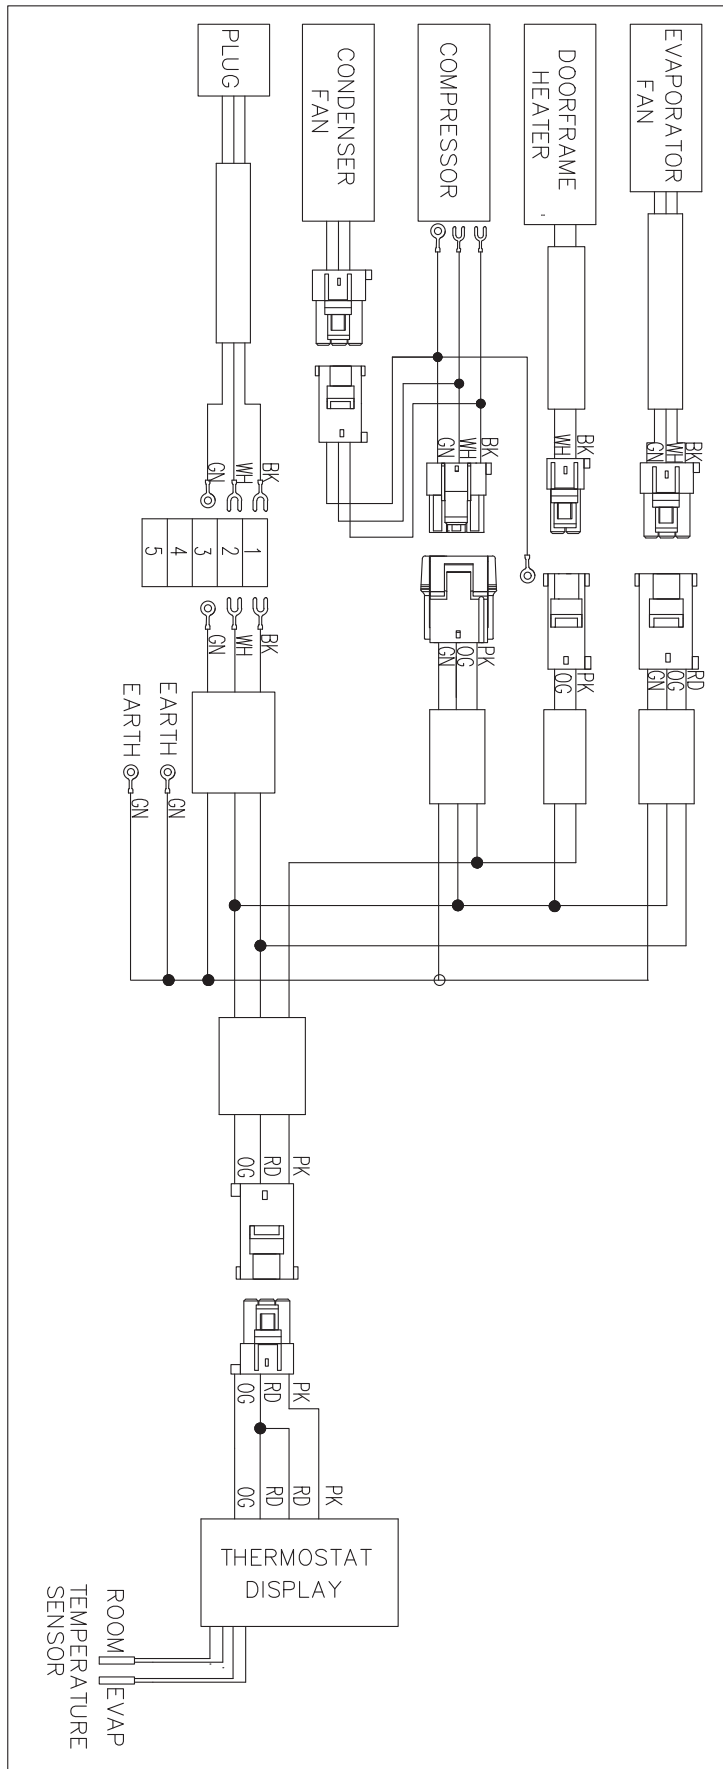 PLUG
CONDENSER
FAN
COMPRESSOR
DOORFRAME
HEATER
EVAPORATOR
FAN
GN
WH
BK
GN
WH
BK
WH
BK
GN
WH
BK
5
4
3
2
1
GN
WH
BK
GN
OG
PK
OG
PK
GN
OG
RD
EARTH
EARTH
GN
GN
OG
RD
PK
OG
RD
PK
OG
RD
RD
PK
THERMOSTAT
DISPLAY
ROOM
EVAP
TEMPERATURE
SENSOR